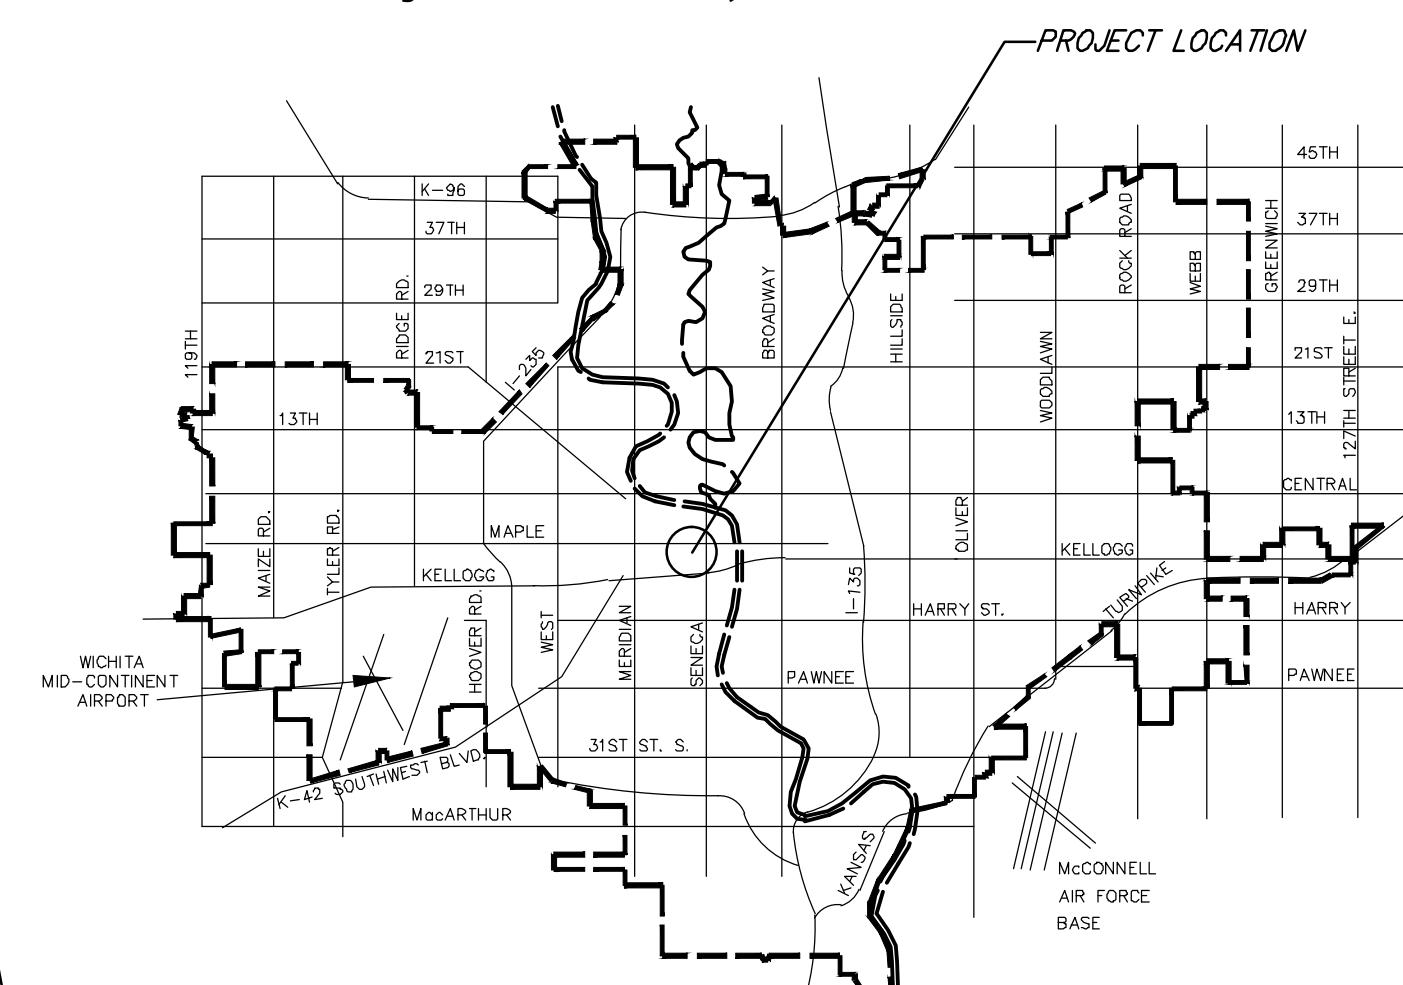 PROJECT LOCATION
45TH
K-96
37TH
37TH
ROCK ROAD
WEBB
GREENWICH
29TH
29TH
RIDGE RD.
BROADWAY
HILLSIDE
119TH
21ST
I-235
21ST
WOODLAWN
127TH STREET E.
13TH
13TH
CENTRAL
MAIZE RD.
TYLER RD.
MAPLE
OLIVER
KELLOGG
KELLOGG
I-135
TURNPIKE
HOOVER RD.
WEST
MERIDIAN
SENECA
HARRY ST.
HARRY
WICHITA
MID-CONTINENT
AIRPORT
PAWNEE
PAWNEE
31ST ST. S.
K-42 SOUTHWEST BLVD.
MacARTHUR
KANSAS
McCONNELL
AIR FORCE
BASE